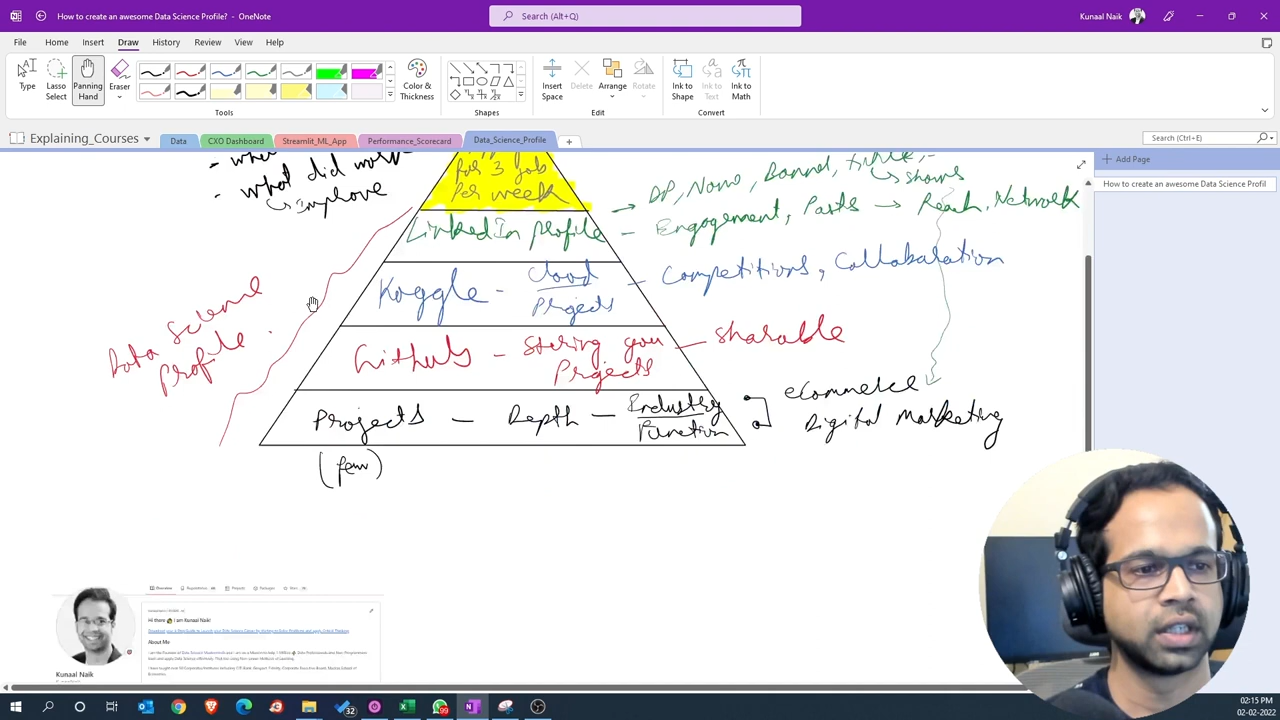 How to create an awesome Data Science Profile? - OneNote
Search (Alt+Q)
Kunaal Naik
File Home Insert Draw History Review View Help
Type
Lasso Select
Panning Hand
Eraser
Color & Thickness
Insert Space
Delete
Arrange
Rotate
Ink to Shape
Ink to Text
Ink to Math
Tools
Shapes
Edit
Convert
Explaining_Courses
Data
CXO Dashboard
Streamlit_ML_App
Performance_Scorecard
Data_Science_Profile
Search (Ctrl+E)
Add Page
How to create an awesome Data Science Profil
- what did work
improve
for 3 job
Per week
DP, Name, Banner,
shows
LinkedIn Profile - Engagement, Posts → Reach, Network
Kaggle - Cloud Projects - Competitions, Collabaration
Data Science Profile
Github - Storing your Projects - sharable
Projects - Depth - Industry Function
eCommerce
Digital Marketing
(few)
Overview
Hi there I am Kunaal Naik!
About Me
Kunaal Naik
32
99
02:15 PM
02-02-2022